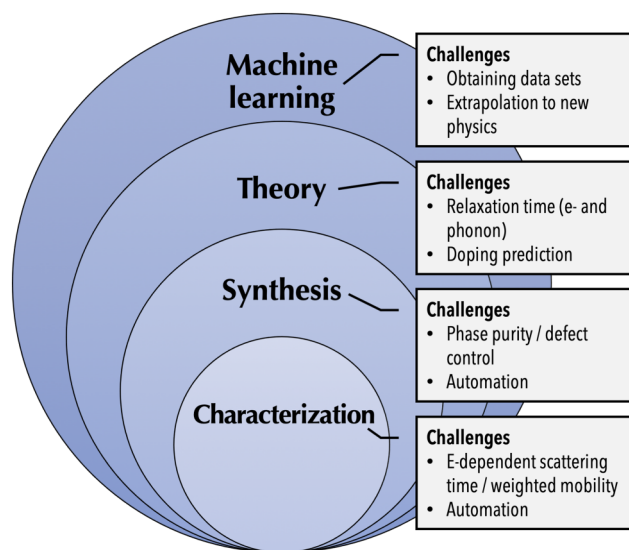 Machine
learning
Challenges
• Obtaining data sets
• Extrapolation to new
physics
Theory
Challenges
• Relaxation time (e- and
phonon)
• Doping prediction
Synthesis
Challenges
• Phase purity / defect
control
• Automation
Characterization
Challenges
• E-dependent scattering
time / weighted mobility
• Automation